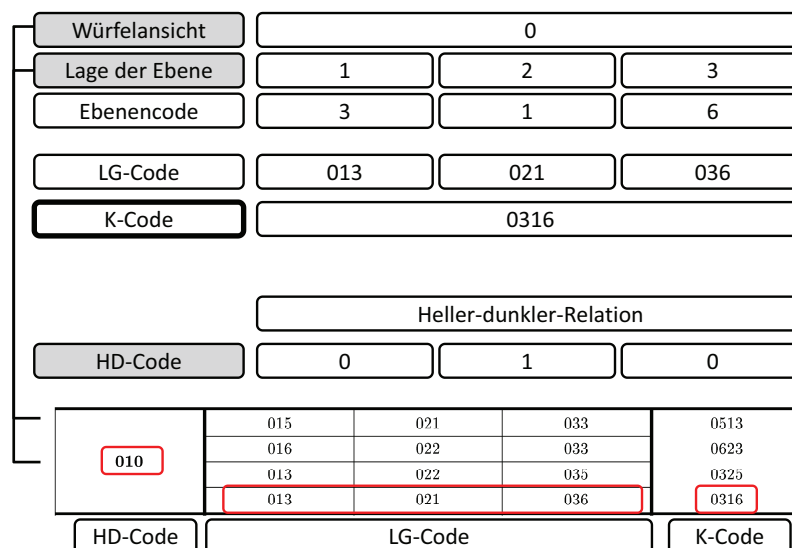 Würfelansicht 0
Lage der Ebene 1 2 3
Ebenencode 3 1 6
LG-Code 013 021 036
K-Code 0316
Heller-dunkler-Relation
HD-Code 0 1 0
015 021 033 0513
016 022 033 0623
010
013 022 035 0325
013 021 036 0316
HD-Code LG-Code K-Code